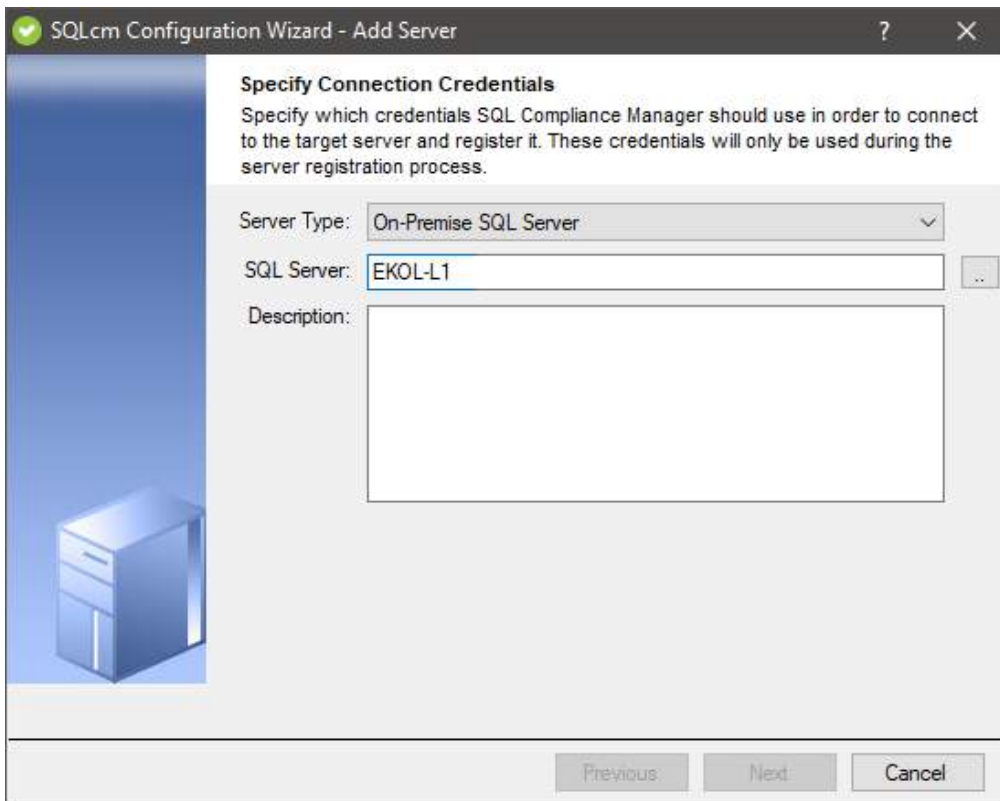 SQLcm Configuration Wizard - Add Server ?
Specify Connection Credentials
Specify which credentials SQL Compliance Manager should use in order to connect
to the target server and register it. These credentials will only be used during the
server registration process.
Server Type: On-Premise SQL Server
SQL Server: EKOL-L1 ..
Description:
Previous Next Cancel